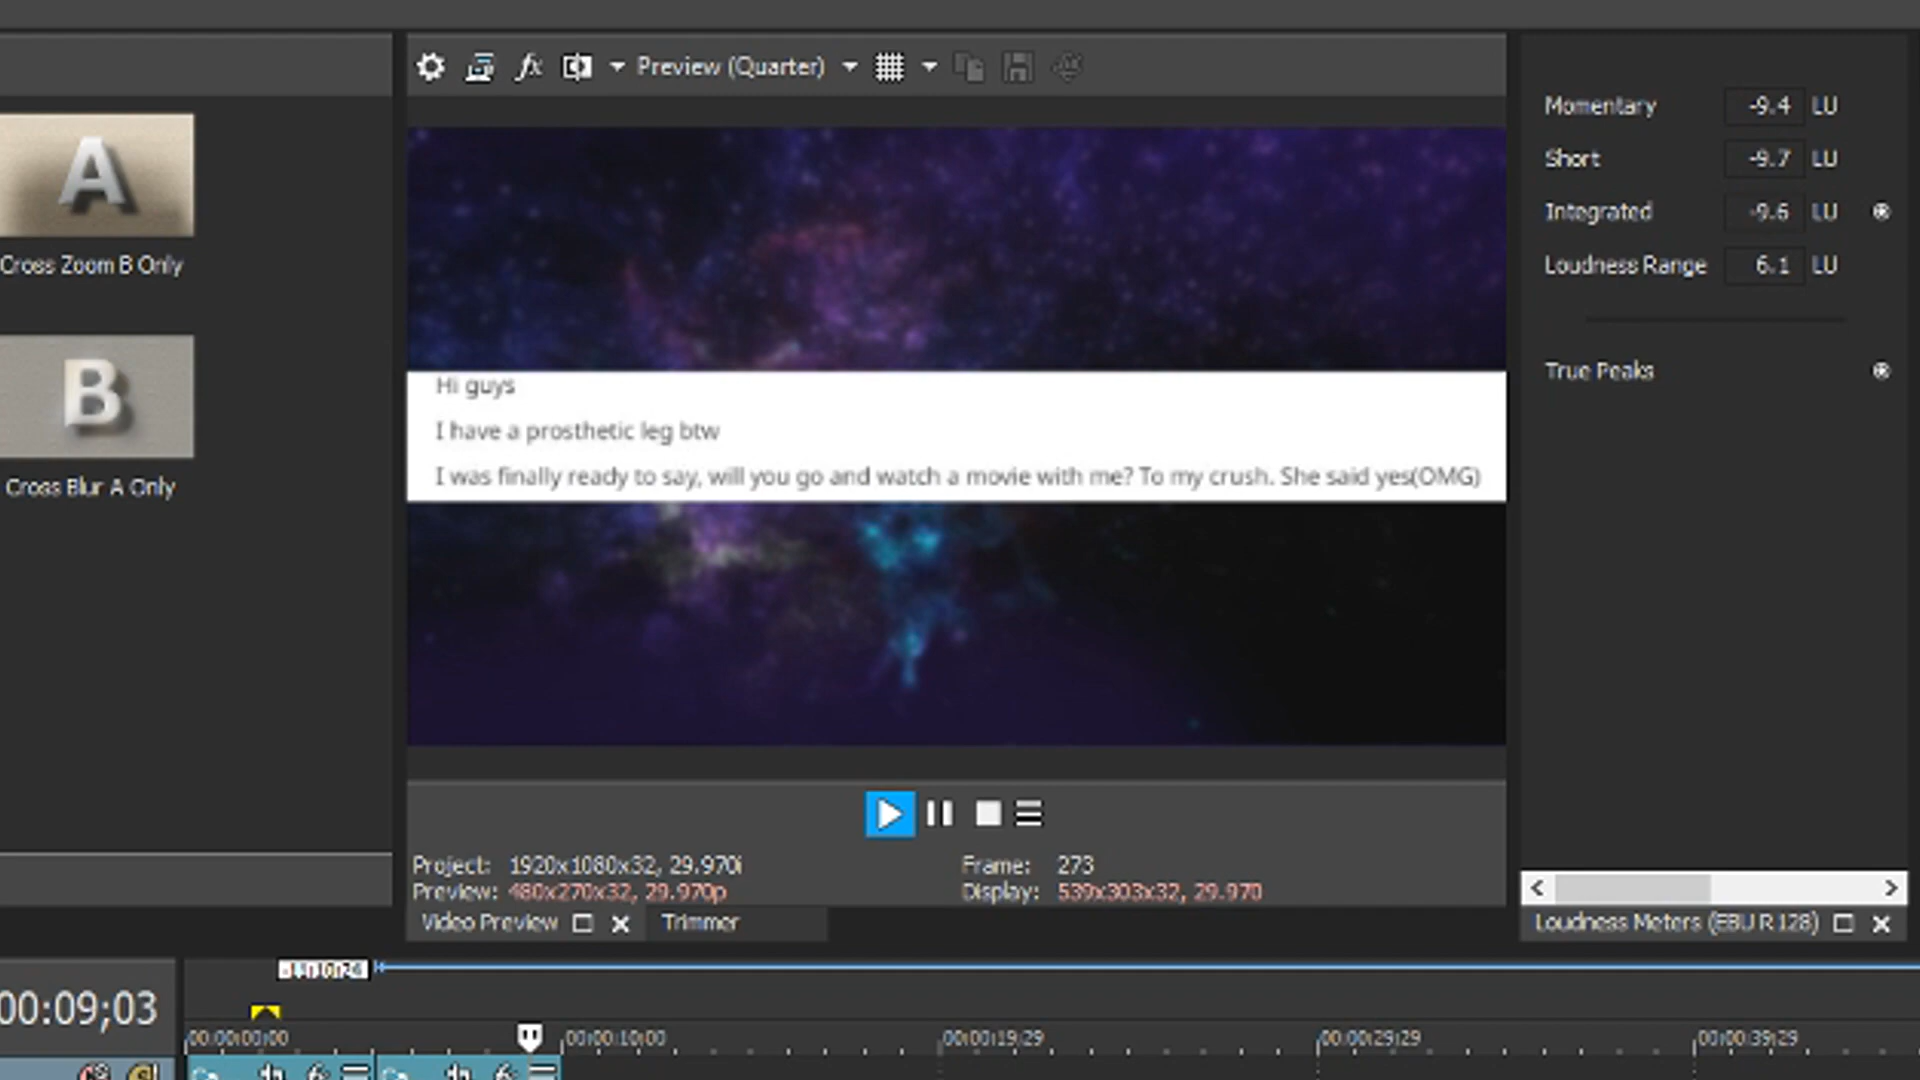 Preview (Quarter)
A
Cross Zoom B Only
B
Cross Blur A Only
Hi guys
I have a prosthetic leg btw
I was finally ready to say, will you go and watch a movie with me? To my crush. She said yes(OMG)
Momentary -9.4 LU
Short -9.7 LU
Integrated -9.6 LU
Loudness Range 6.1 LU
True Peaks
Project: 1920x1080x32, 29.970i
Frame: 273
Preview: 480x270x32, 29.970p
Display: 539x303x32, 29.970
Video Preview
Trimmer
Loudness Meters (EBU R 128)
00:09;03
00:00:00:00
00:00:10:00
00:00:19:29
00:00:29:29
00:00:39:29